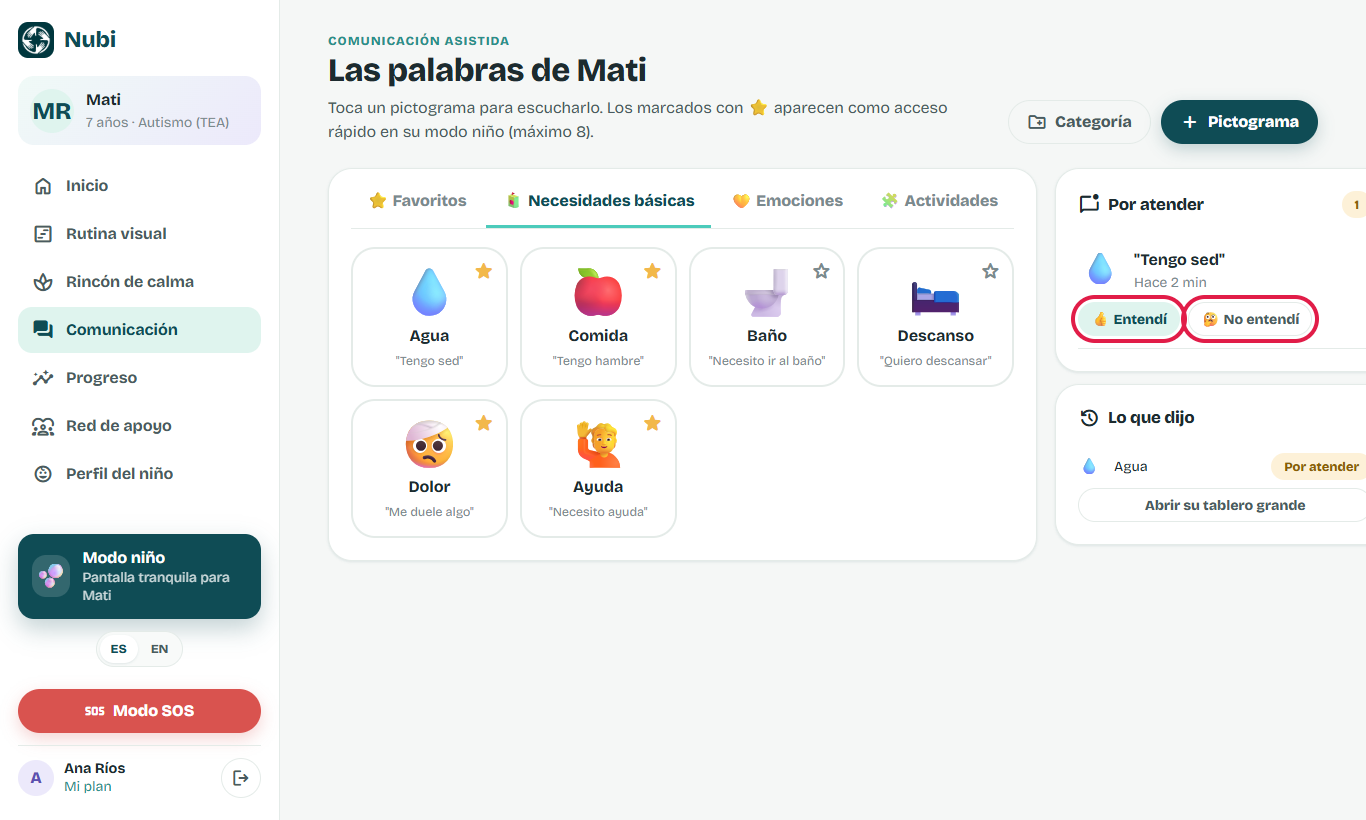 Nubi
MR
Mati
7 años · Autismo (TEA)
Inicio
Rutina visual
Rincón de calma
Comunicación
Progreso
Red de apoyo
Perfil del niño
Modo niño
Pantalla tranquila para
Mati
ES
EN
SOS Modo SOS
A
Ana Ríos
Mi plan
COMUNICACIÓN ASISTIDA
Las palabras de Mati
Toca un pictograma para escucharlo. Los marcados con ⭐ aparecen como acceso
rápido en su modo niño (máximo 8).
Categoría
+ Pictograma
Favoritos
Necesidades básicas
Emociones
Actividades
Agua
"Tengo sed"
Comida
"Tengo hambre"
Baño
"Necesito ir al baño"
Descanso
"Quiero descansar"
Dolor
"Me duele algo"
Ayuda
"Necesito ayuda"
Por atender
1
"Tengo sed"
Hace 2 min
👍 Entendí
🤔 No entendí
Lo que dijo
Agua
Por atender
Abrir su tablero grande